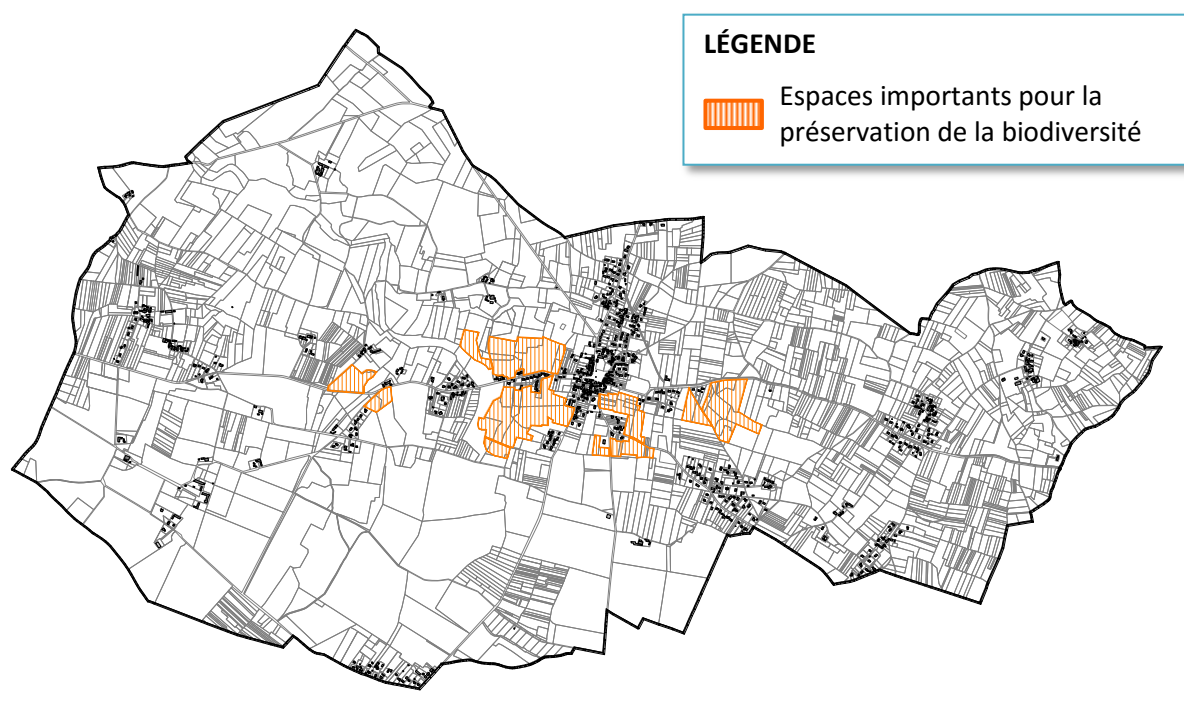 LÉGENDE
Espaces importants pour la
préservation de la biodiversité